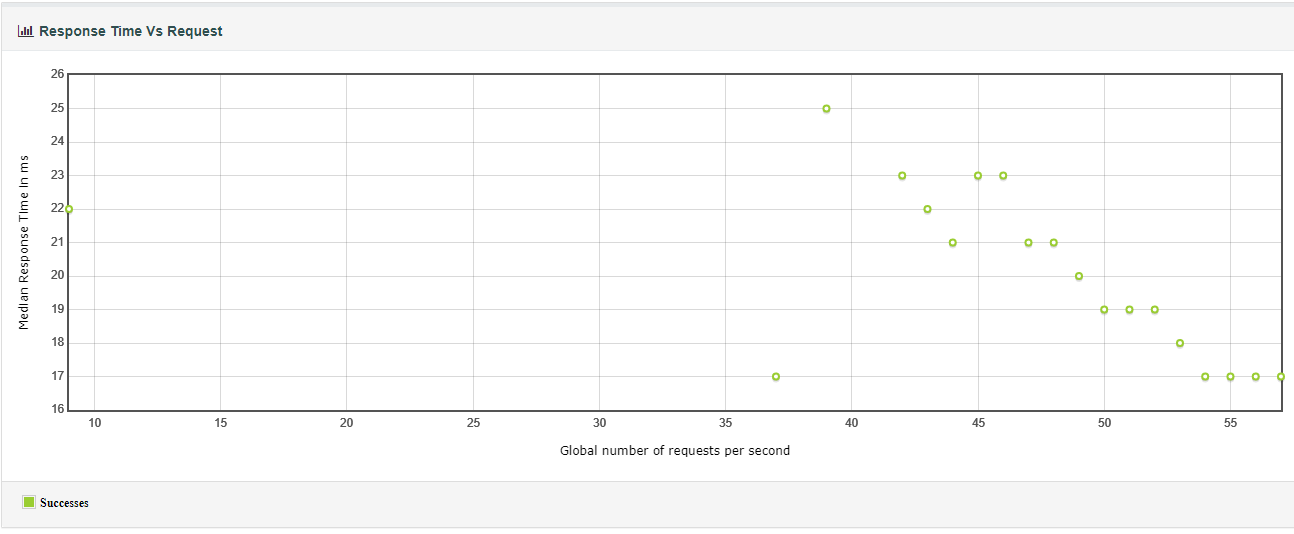 Response Time Vs Request
26
25
24
23
22
21
20
19
18
17
16
Median Response Time In ms
10 15 20 25 30 35 40 45 50 55
Global number of requests per second
Successes